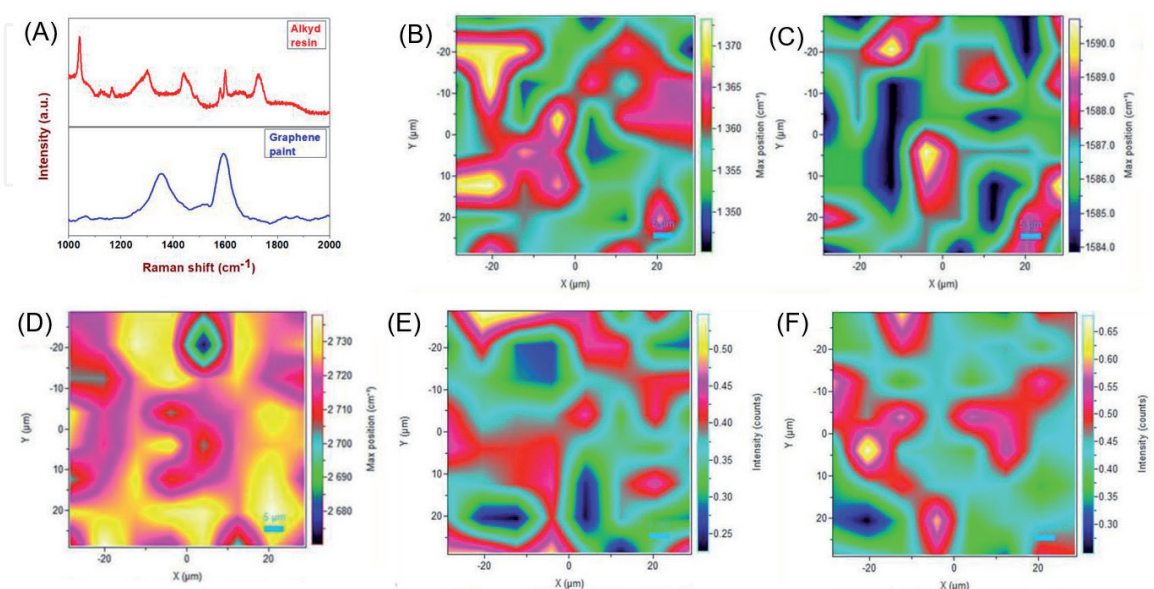 (A)
Alkyd
resin
Graphene
paint
Intensity (a.u.)
1000 1200 1400 1600 1800 2000
Raman shift (cm⁻¹)
(B)
-20
-10
0
10
20
Y (µm)
-20 0 20
X (µm)
5 µm
1 370
1 365
1 360
1 355
1 350
Max position (cm⁻¹)
(C)
-20
-10
0
10
20
Y (µm)
-20 0 20
X (µm)
1590.0
1589.0
1588.0
1587.0
1586.0
1585.0
1584.0
Max position (cm⁻¹)
(D)
-20
-10
0
10
20
Y (µm)
-20 0 20
X (µm)
5 µm
2 730
2 720
2 710
2 700
2 690
2 680
Max position (cm⁻¹)
(E)
-20
-10
0
10
20
Y (µm)
-20 0 20
X (µm)
0.50
0.45
0.40
0.35
0.30
0.25
Intensity (counts)
(F)
-20
-10
0
10
20
Y (µm)
-20 0 20
X (µm)
0.65
0.60
0.55
0.50
0.45
0.40
0.35
0.30
Intensity (counts)